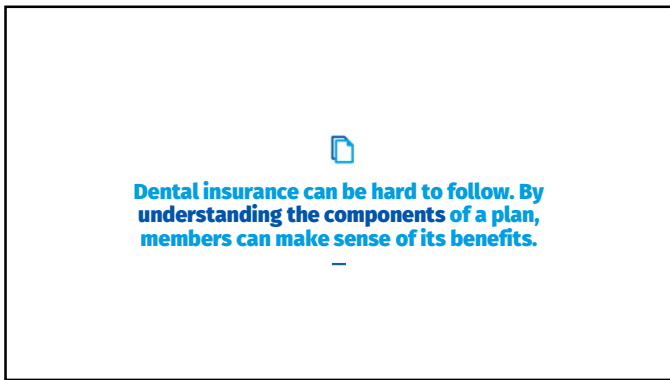 Dental insurance can be hard to follow. By
understanding the components of a plan,
members can make sense of its benefits.